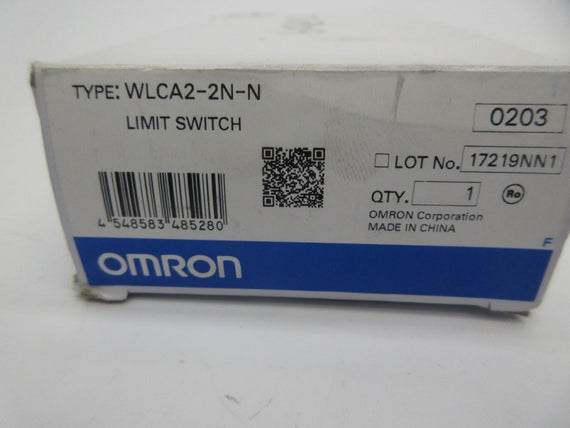 TYPE: WLCA2-2N-N
LIMIT SWITCH
0203
LOT No. 17219NN1
QTY. 1
Ro
OMRON Corporation
MADE IN CHINA
4 548583 485280
F
OMRON